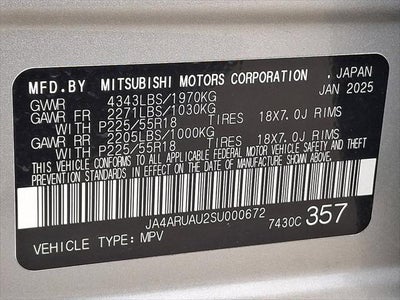 MFD.BY MITSUBISHI MOTORS CORPORATION , JAPAN
JAN 2025
GWWR 4343LBS/1970KG
GAWR FR 2271LBS/1030KG
WITH P225/55R18 TIRES 18X7.0J RIMS
GAWR RR 2205LBS/1000KG
WITH P225/55R18 TIRES 18X7.0J RIMS
THIS VEHICLE CONFORMS TO ALL APPLICABLE FEDERAL
MOTOR VEHICLE SAFETY, BUMPER, AND THEFT
PREVENTION STANDARDS IN EFFECT ON THE DATE OF
MANUFACTURE SHOWN ABOVE.
JA4ARUAU2SU000672
7430C 357
VEHICLE TYPE: MPV